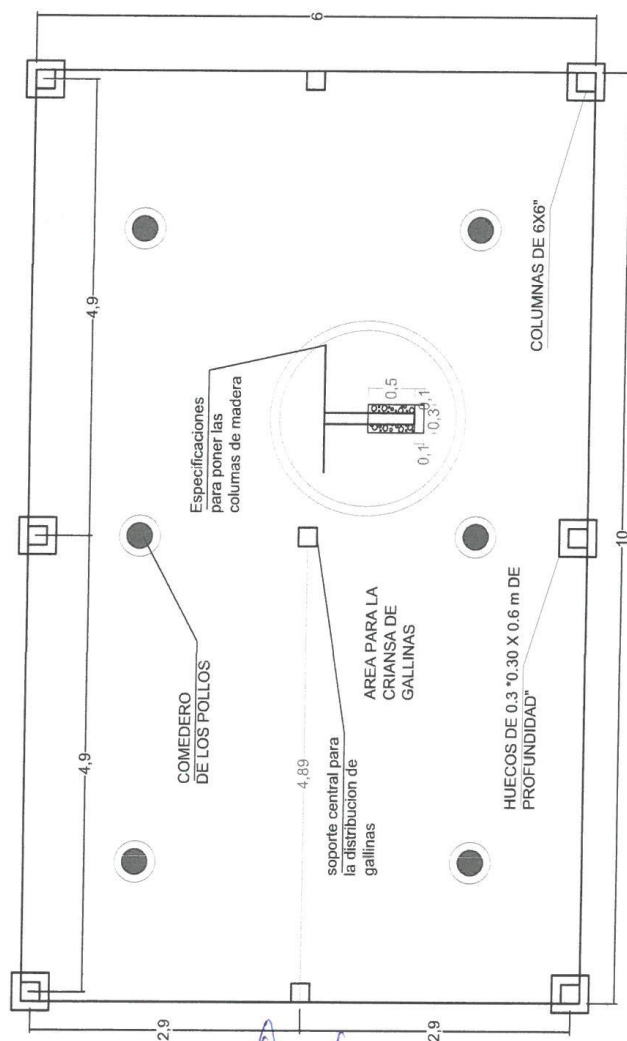 6
4,9
4,9
Especificaciones
para poner las
columas de madera
COMEDERO
DE LOS POLLOS
0,5
0,1
0,3
0,1
4,89
soporte central para
la distribucion de
gallinas
AREA PARA LA
CRIANSA DE
GALLINAS
COLUMNAS DE 6X6"
HUECOS DE 0.3 *0.30 X 0.6 m DE
PROFUNDIDAD"
2,9
2,9
10